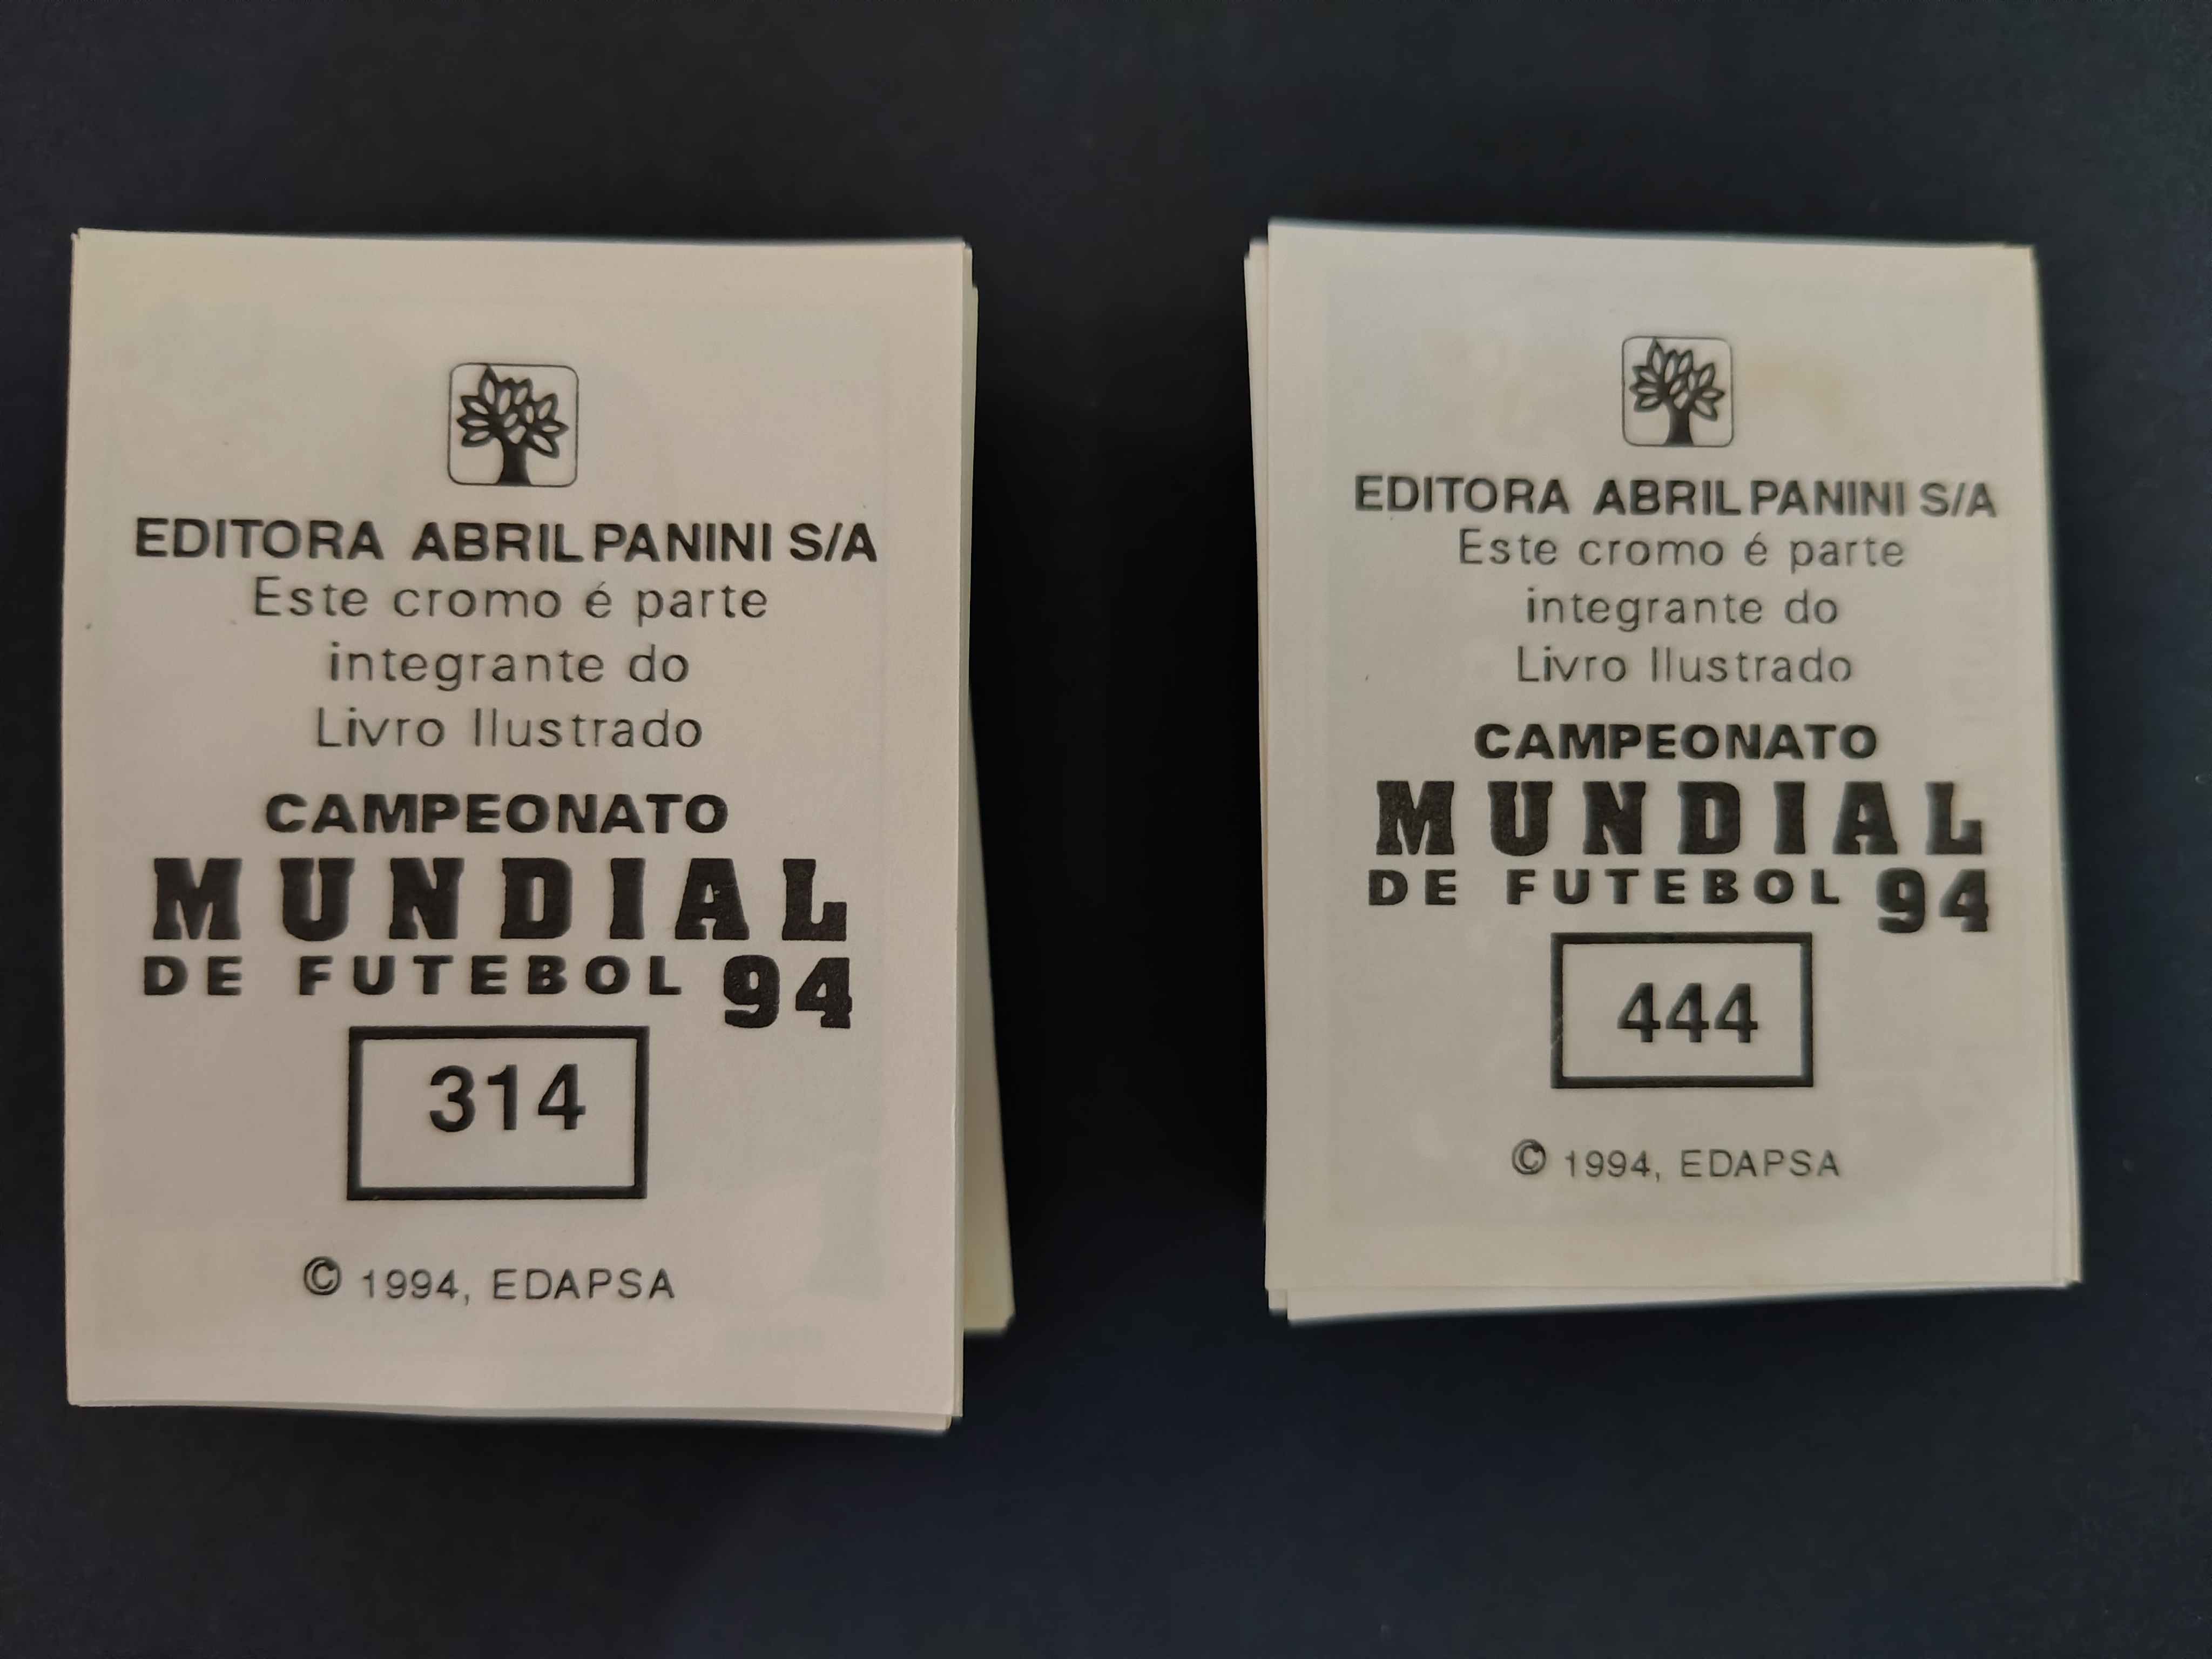 EDITORA ABRIL PANINI S/A
Este cromo é parte
integrante do
Livro Ilustrado
CAMPEONATO
MUNDIAL
DE FUTEBOL 94
314
© 1994, EDAPSA
EDITORA ABRIL PANINI S/A
Este cromo é parte
integrante do
Livro Ilustrado
CAMPEONATO
MUNDIAL
DE FUTEBOL 94
444
© 1994, EDAPSA